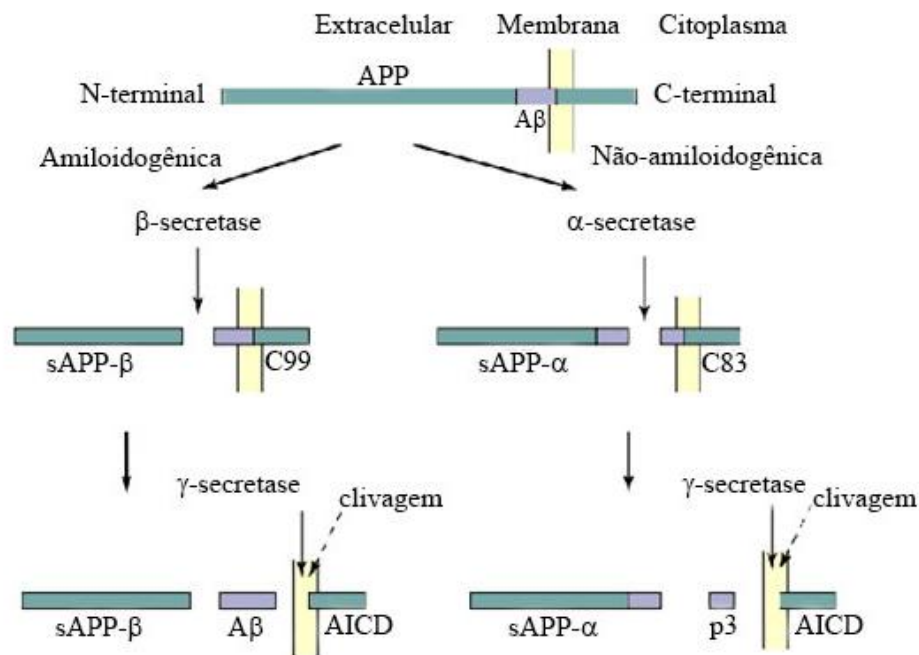 Extracelular Membrana Citoplasma
APP
N-terminal C-terminal
Aβ
Amiloidogênica Não-amiloidogênica
β-secretase α-secretase
sAPP-β C99 sAPP-α C83
γ-secretase clivagem γ-secretase clivagem
sAPP-β Aβ AICD sAPP-α p3 AICD